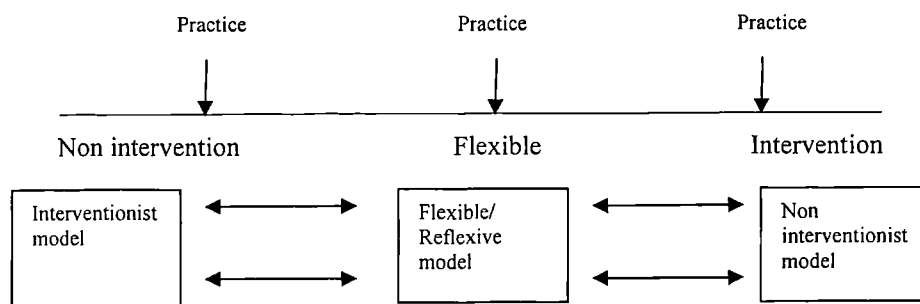 Practice Practice Practice
Non intervention Flexible Intervention
Interventionist
model
Flexible/
Reflexive
model
Non
interventionist
model